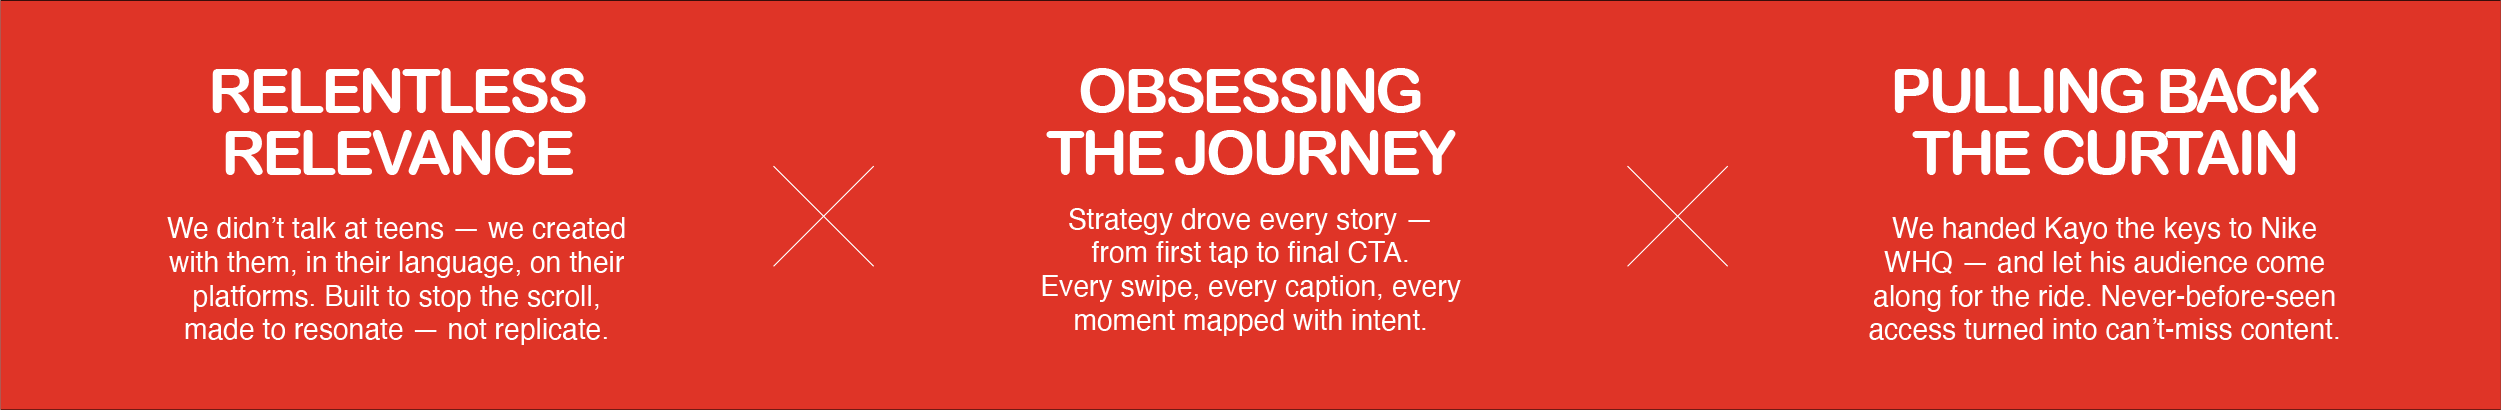 RELENTLESS
RELEVANCE
We didn’t talk at teens — we created
with them, in their language, on their
platforms. Built to stop the scroll,
made to resonate — not replicate.
OBSESSING
THE JOURNEY
Strategy drove every story —
from first tap to final CTA.
Every swipe, every caption, every
moment mapped with intent.
PULLING BACK
THE CURTAIN
We handed Kayo the keys to Nike
WHQ — and let his audience come
along for the ride. Never-before-seen
access turned into can’t-miss content.